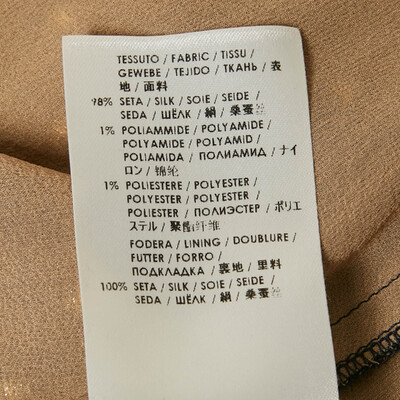 TESSUTO / FABRIC / TISSU /
GEWEBE / TEJIDO / ТКАНЬ / 表
地 / 面料
98% SETA / SILK / SOIE / SEIDE /
SEDA / ШЁЛК / 絹 / 桑蚕丝
1% POLIAMMIDE / POLYAMIDE /
POLYAMIDE / POLYAMID /
POLIAMIDA / ПОЛИАМИД / ナイ
ロン / 锦纶
1% POLIESTERE / POLYESTER /
POLYESTER / POLYESTER /
POLIESTER / ПОЛИЭСТЕР / ポリエ
ステル / 聚酯纤维
FODERA / LINING / DOUBLURE /
FUTTER / FORRO /
ПОДКЛАДКА / 裏地 / 里料
100% SETA / SILK / SOIE / SEIDE /
SEDA / ШЁЛК / 絹 / 桑蚕丝